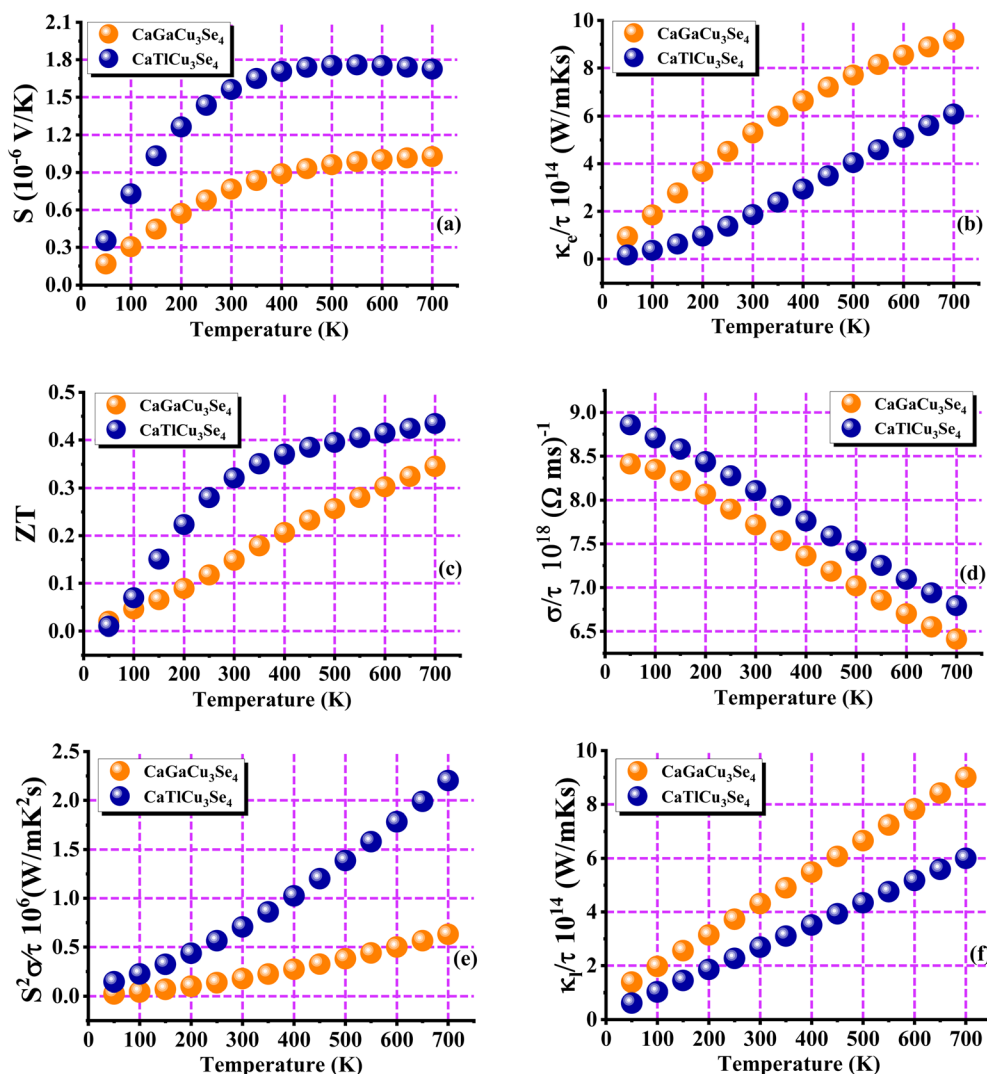 2.1
1.8
1.5
1.2
0.9
0.6
0.3
0.0
S (10⁻⁶ V/K)
CaGaCu₃Se₄
CaTlCu₃Se₄
(a)
0 100 200 300 400 500 600 700
Temperature (K)
10
8
6
4
2
0
κₑ/τ 10¹⁴ (W/mKs)
CaGaCu₃Se₄
CaTlCu₃Se₄
(b)
0 100 200 300 400 500 600 700
Temperature (K)
0.5
0.4
0.3
0.2
0.1
0.0
ZT
CaGaCu₃Se₄
CaTlCu₃Se₄
(c)
0 100 200 300 400 500 600 700
Temperature (K)
9.0
8.5
8.0
7.5
7.0
6.5
σ/τ 10¹⁸ (Ω ms)⁻¹
CaGaCu₃Se₄
CaTlCu₃Se₄
(d)
0 100 200 300 400 500 600 700
Temperature (K)
2.5
2.0
1.5
1.0
0.5
0.0
S²σ/τ 10⁶(W/mK²s)
CaGaCu₃Se₄
CaTlCu₃Se₄
(e)
0 100 200 300 400 500 600 700
Temperature (K)
10
8
6
4
2
0
κₗ/τ 10¹⁴ (W/mKs)
CaGaCu₃Se₄
CaTlCu₃Se₄
(f)
0 100 200 300 400 500 600 700
Temperature (K)